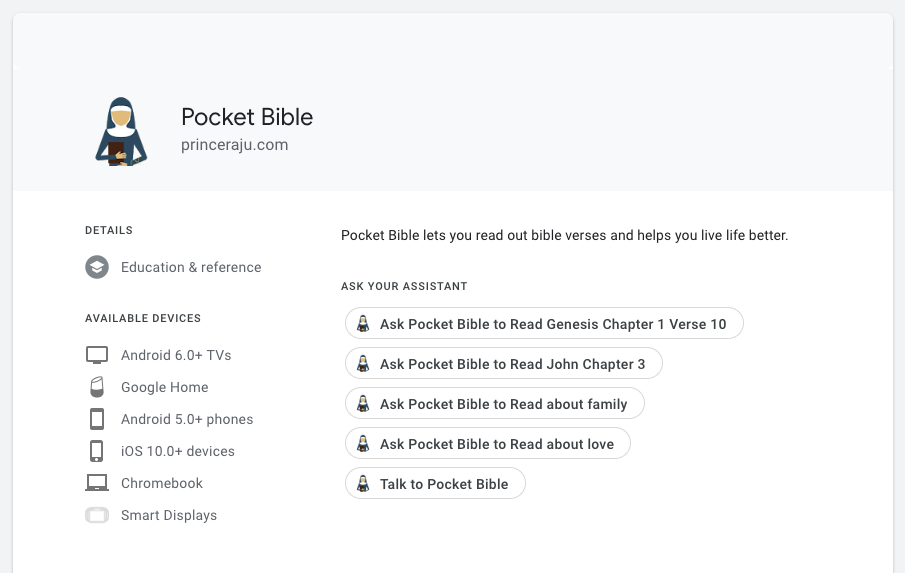 Pocket Bible
princeraju.com
DETAILS
Education & reference
AVAILABLE DEVICES
Android 6.0+ TVs
Google Home
Android 5.0+ phones
iOS 10.0+ devices
Chromebook
Smart Displays
Pocket Bible lets you read out bible verses and helps you live life better.
ASK YOUR ASSISTANT
Ask Pocket Bible to Read Genesis Chapter 1 Verse 10
Ask Pocket Bible to Read John Chapter 3
Ask Pocket Bible to Read about family
Ask Pocket Bible to Read about love
Talk to Pocket Bible